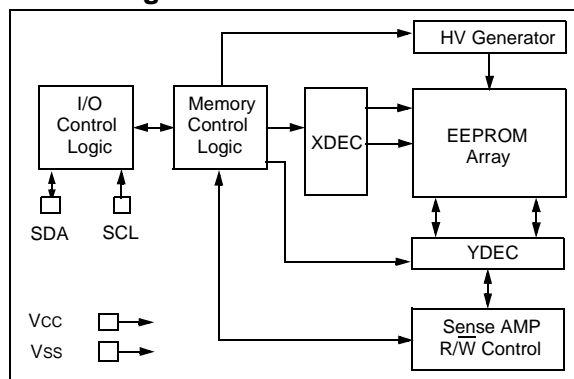 HV Generator
I/O
Control
Logic
Memory
Control
Logic
XDEC
EEPROM
Array
SDA
SCL
YDEC
VCC
VSS
Sense AMP
R/W̅ Control